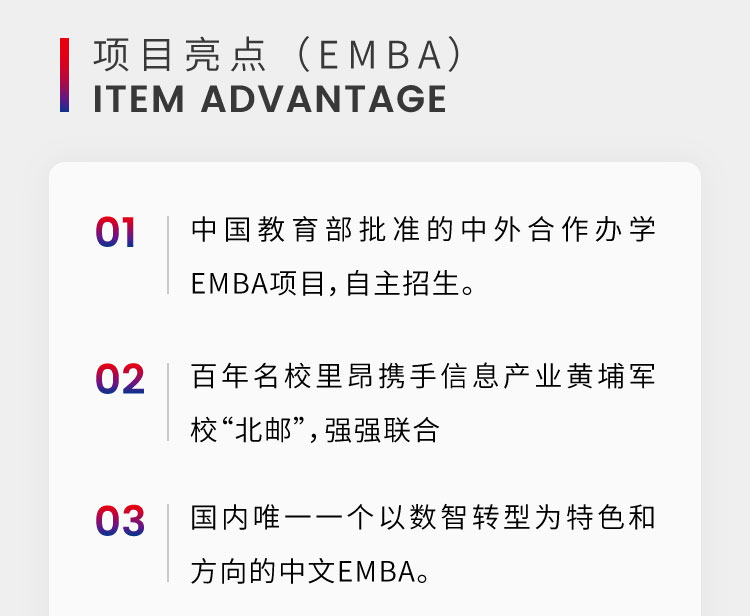 项目亮点（EMBA）
ITEM ADVANTAGE
01
中国教育部批准的中外合作办学
EMBA项目，自主招生。
02
百年名校里昂携手信息产业黄埔军
校“北邮”，强强联合
03
国内唯一一个以数智转型为特色和
方向的中文EMBA。